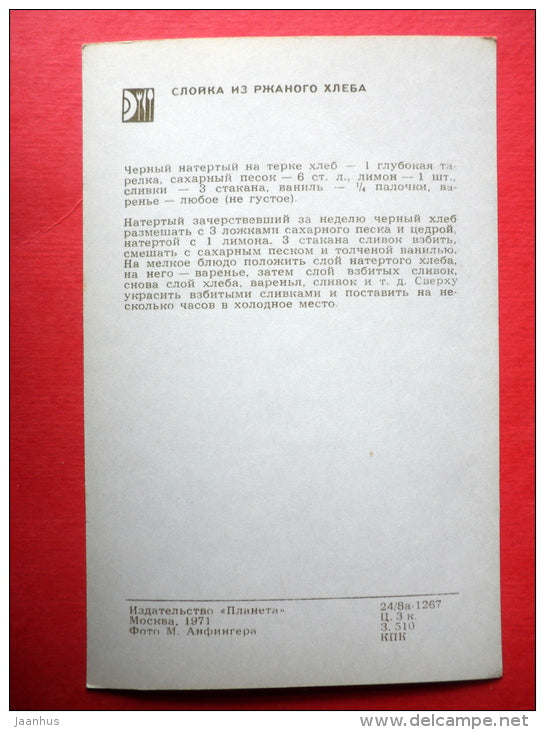 СЛОЙКА ИЗ РЖАНОГО ХЛЕБА
Черный натертый на терке хлеб — 1 глубокая та-
релка, сахарный песок — 6 ст. л., лимон — 1 шт.,
сливки — 3 стакана, ваниль — 1/4 палочки, ва-
ренье — любое (не густое).
Натертый зачерствевший за неделю черный хлеб
размешать с 3 ложками сахарного песка и цедрой,
натертой с 1 лимона. 3 стакана сливок взбить,
смешать с сахарным песком и толченой ванилью.
На мелкое блюдо положить слой натертого хлеба,
на него — варенье, затем слой взбитых сливок,
снова слой хлеба, варенья, сливок и т. д. Сверху
украсить взбитыми сливками и поставить на не-
сколько часов в холодное место.
Издательство «Планета»
Москва, 1971
Фото М. Анфингера
24/8а-1267
Ц. 3 к.
З. 510
КПК
jaanhus
www.delcampe.net